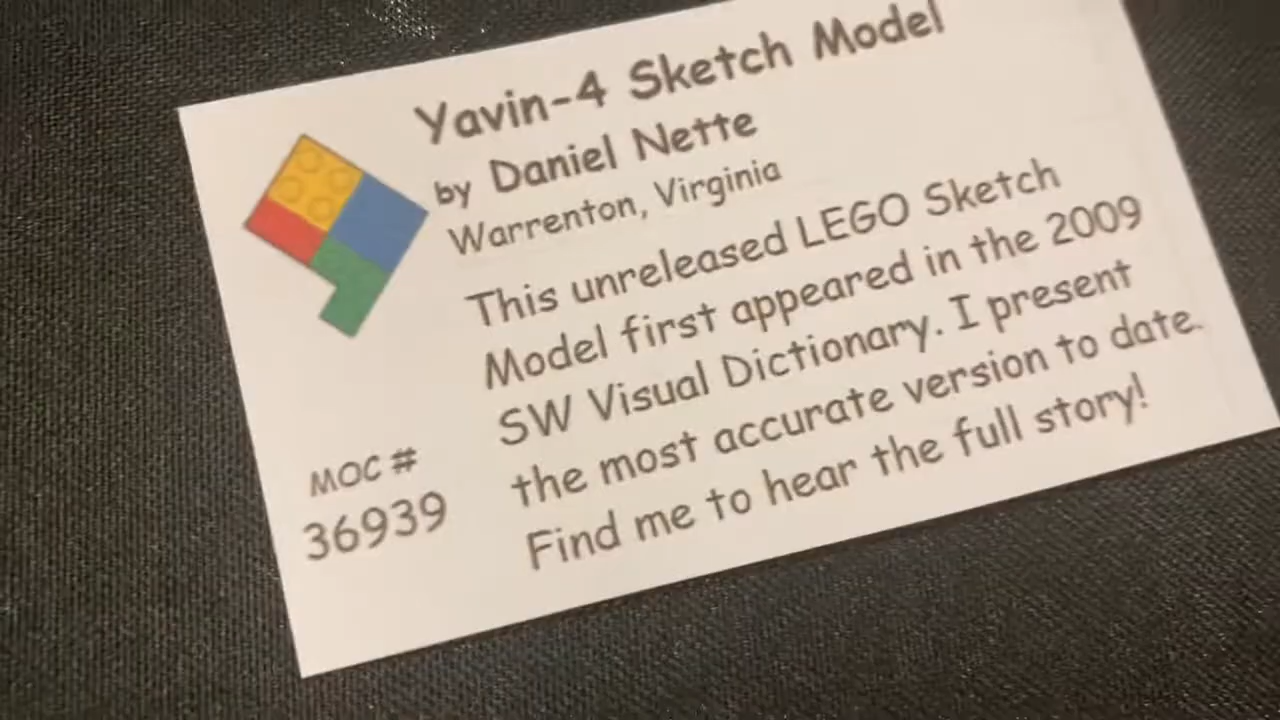 Yavin-4 Sketch Model
by Daniel Nette
Warrenton, Virginia
This unreleased LEGO Sketch
Model first appeared in the 2009
SW Visual Dictionary. I present
the most accurate version to date.
Find me to hear the full story!
MOC #
36939